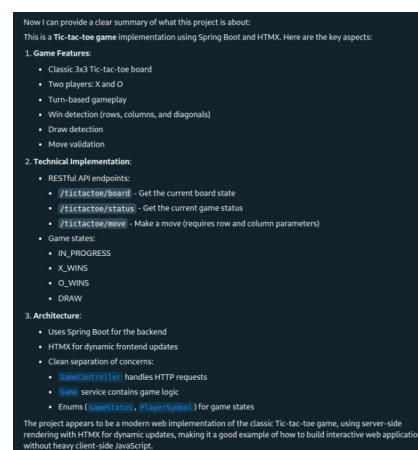 Now I can provide a clear summary of what this project is about:
This is a Tic-tac-toe game implementation using Spring Boot and HTMX. Here are the key aspects:
1. Game Features:
• Classic 3x3 Tic-tac-toe board
• Two players: X and O
• Turn-based gameplay
• Win detection (rows, columns, and diagonals)
• Draw detection
• Move validation
2. Technical Implementation:
• RESTful API endpoints:
• /tictactoe/board - Get the current board state
• /tictactoe/status - Get the current game status
• /tictactoe/move - Make a move (requires row and column parameters)
• Game states:
• IN_PROGRESS
• X_WINS
• O_WINS
• DRAW
3. Architecture:
• Uses Spring Boot for the backend
• HTMX for dynamic frontend updates
• Clean separation of concerns:
• GameController handles HTTP requests
• Game service contains game logic
• Enums (GameStatus, PlayerSymbol) for game states
The project appears to be a modern web implementation of the classic Tic-tac-toe game, using server-side
rendering with HTMX for dynamic updates, making it a good example of how to build interactive web applicatio
without heavy client-side JavaScript.